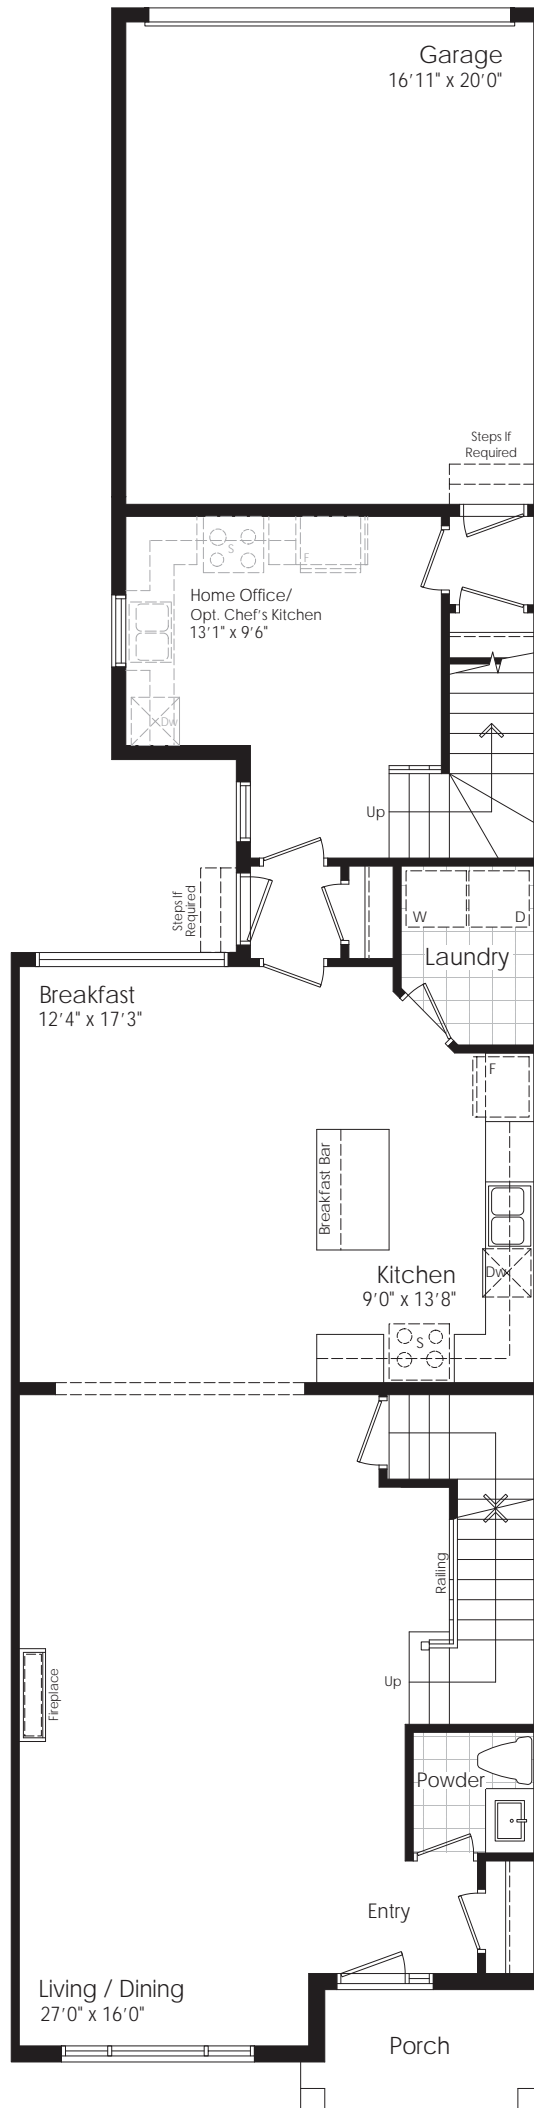 Garage
16'11" x 20'0"
Steps If
Required
S
F
Home Office/
Opt. Chef's Kitchen
13'1" x 9'6"
Dw
Up
Steps If
Required
W
D
Laundry
Breakfast
12'4" x 17'3"
F
Breakfast Bar
Dw
Kitchen
9'0" x 13'8"
S
Railing
Fireplace
Up
Powder
Entry
Living / Dining
27'0" x 16'0"
Porch